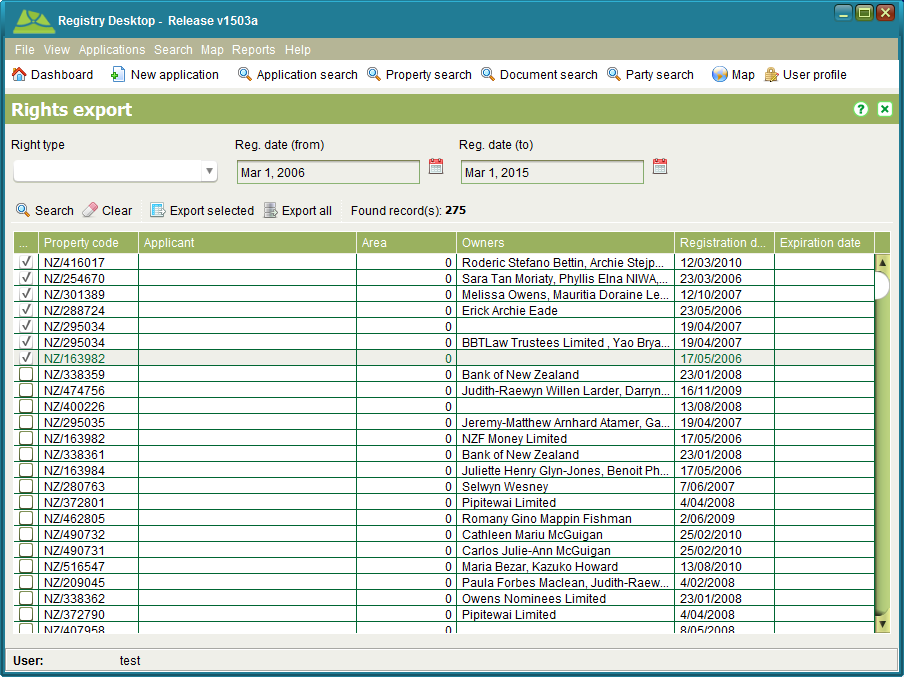 Registry Desktop - Release v1503a
File View Applications Search Map Reports Help
Dashboard New application Application search Property search Document search Party search Map User profile
Rights export
Right type Reg. date (from) Reg. date (to)
Mar 1, 2006 Mar 1, 2015
Search Clear Export selected Export all Found record(s): 275
... Property code Applicant Area Owners Registration d... Expiration date
NZ/416017 0 Roderic Stefano Bettin, Archie Stejp... 12/03/2010
NZ/254670 0 Sara Tan Moriaty, Phyllis Elna NIWA,... 23/03/2006
NZ/301389 0 Melissa Owens, Mauritia Doraine Le... 12/10/2007
NZ/288724 0 Erick Archie Eade 23/05/2006
NZ/295034 0 19/04/2007
NZ/295034 0 BBTLaw Trustees Limited , Yao Brya... 19/04/2007
NZ/163982 0 17/05/2006
NZ/338359 0 Bank of New Zealand 23/01/2008
NZ/474756 0 Judith-Raewyn Willen Larder, Darryn... 16/11/2009
NZ/400226 0 13/08/2008
NZ/295035 0 Jeremy-Matthew Arnhard Atamer, Ga... 19/04/2007
NZ/163982 0 NZF Money Limited 17/05/2006
NZ/338361 0 Bank of New Zealand 23/01/2008
NZ/163984 0 Juliette Henry Glyn-Jones, Benoit Ph... 17/05/2006
NZ/280763 0 Selwyn Wesney 7/06/2007
NZ/372801 0 Pipitewai Limited 4/04/2008
NZ/462805 0 Romany Gino Mappin Fishman 2/06/2009
NZ/490732 0 Cathleen Mariu McGuigan 25/02/2010
NZ/490731 0 Carlos Julie-Ann McGuigan 25/02/2010
NZ/516547 0 Maria Bezar, Kazuko Howard 13/08/2010
NZ/209045 0 Paula Forbes Maclean, Judith-Raew... 4/02/2008
NZ/338362 0 Owens Nominees Limited 23/01/2008
NZ/372790 0 Pipitewai Limited 4/04/2008
NZ/407958 0 8/05/2008
User: test